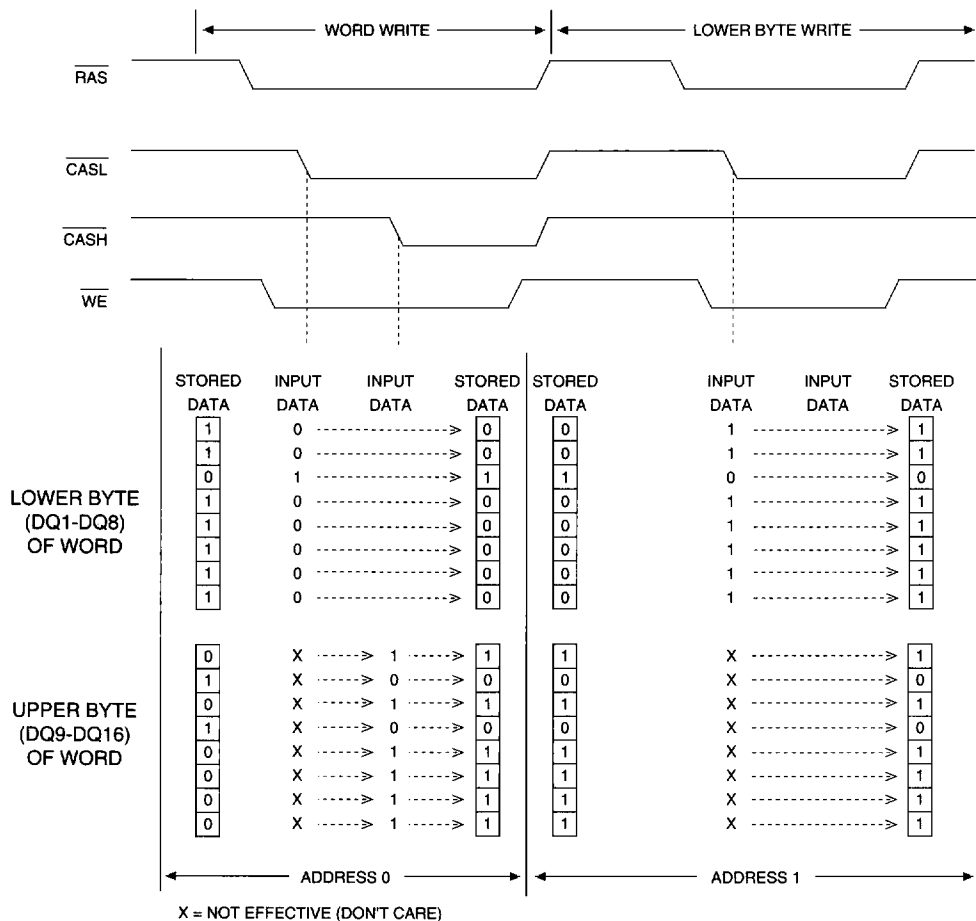 WORD WRITE LOWER BYTE WRITE
RAS
CASL
CASH
WE
STORED INPUT INPUT STORED STORED INPUT INPUT STORED
DATA DATA DATA DATA DATA DATA DATA DATA
1 0 0 0 1 1
1 0 0 0 1 1
0 1 1 1 0 0
1 0 0 0 1 1
1 0 0 0 1 1
1 0 0 0 1 1
1 0 0 0 1 1
1 0 0 0 1 1
LOWER BYTE
(DQ1-DQ8)
OF WORD
0 X 1 1 1 X 1
1 X 0 0 0 X 0
0 X 1 1 1 X 1
1 X 0 0 0 X 0
0 X 1 1 1 X 1
0 X 1 1 1 X 1
0 X 1 1 1 X 1
0 X 1 1 1 X 1
UPPER BYTE
(DQ9-DQ16)
OF WORD
ADDRESS 0 ADDRESS 1
X = NOT EFFECTIVE (DON'T CARE)